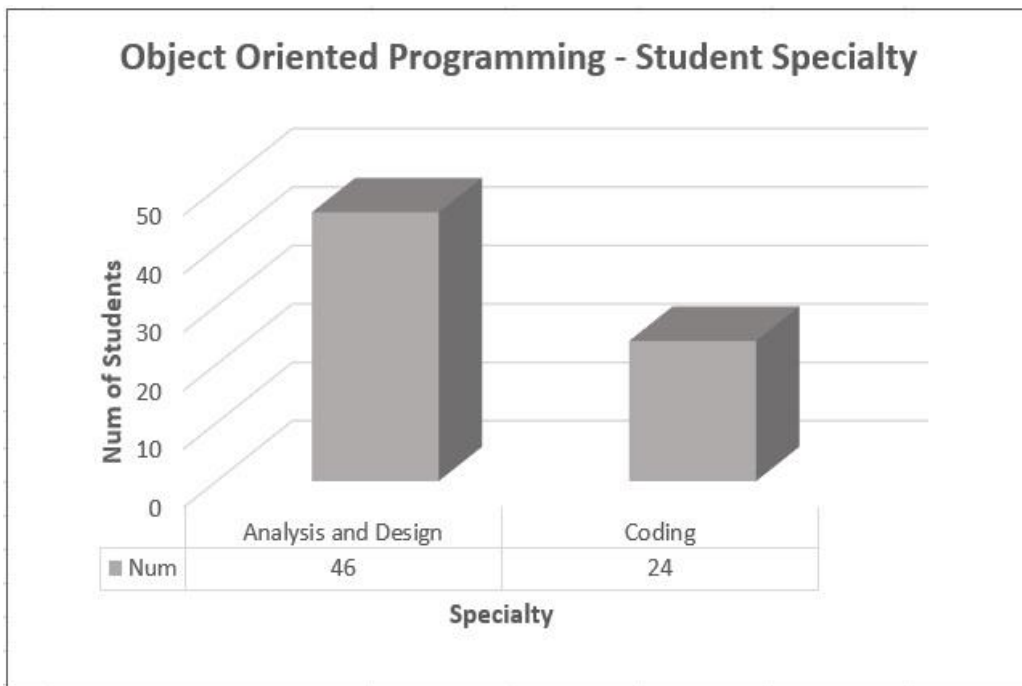 Object Oriented Programming - Student Specialty
Num of Students
50
40
30
20
10
0
Analysis and Design Coding
Num 46 24
Specialty